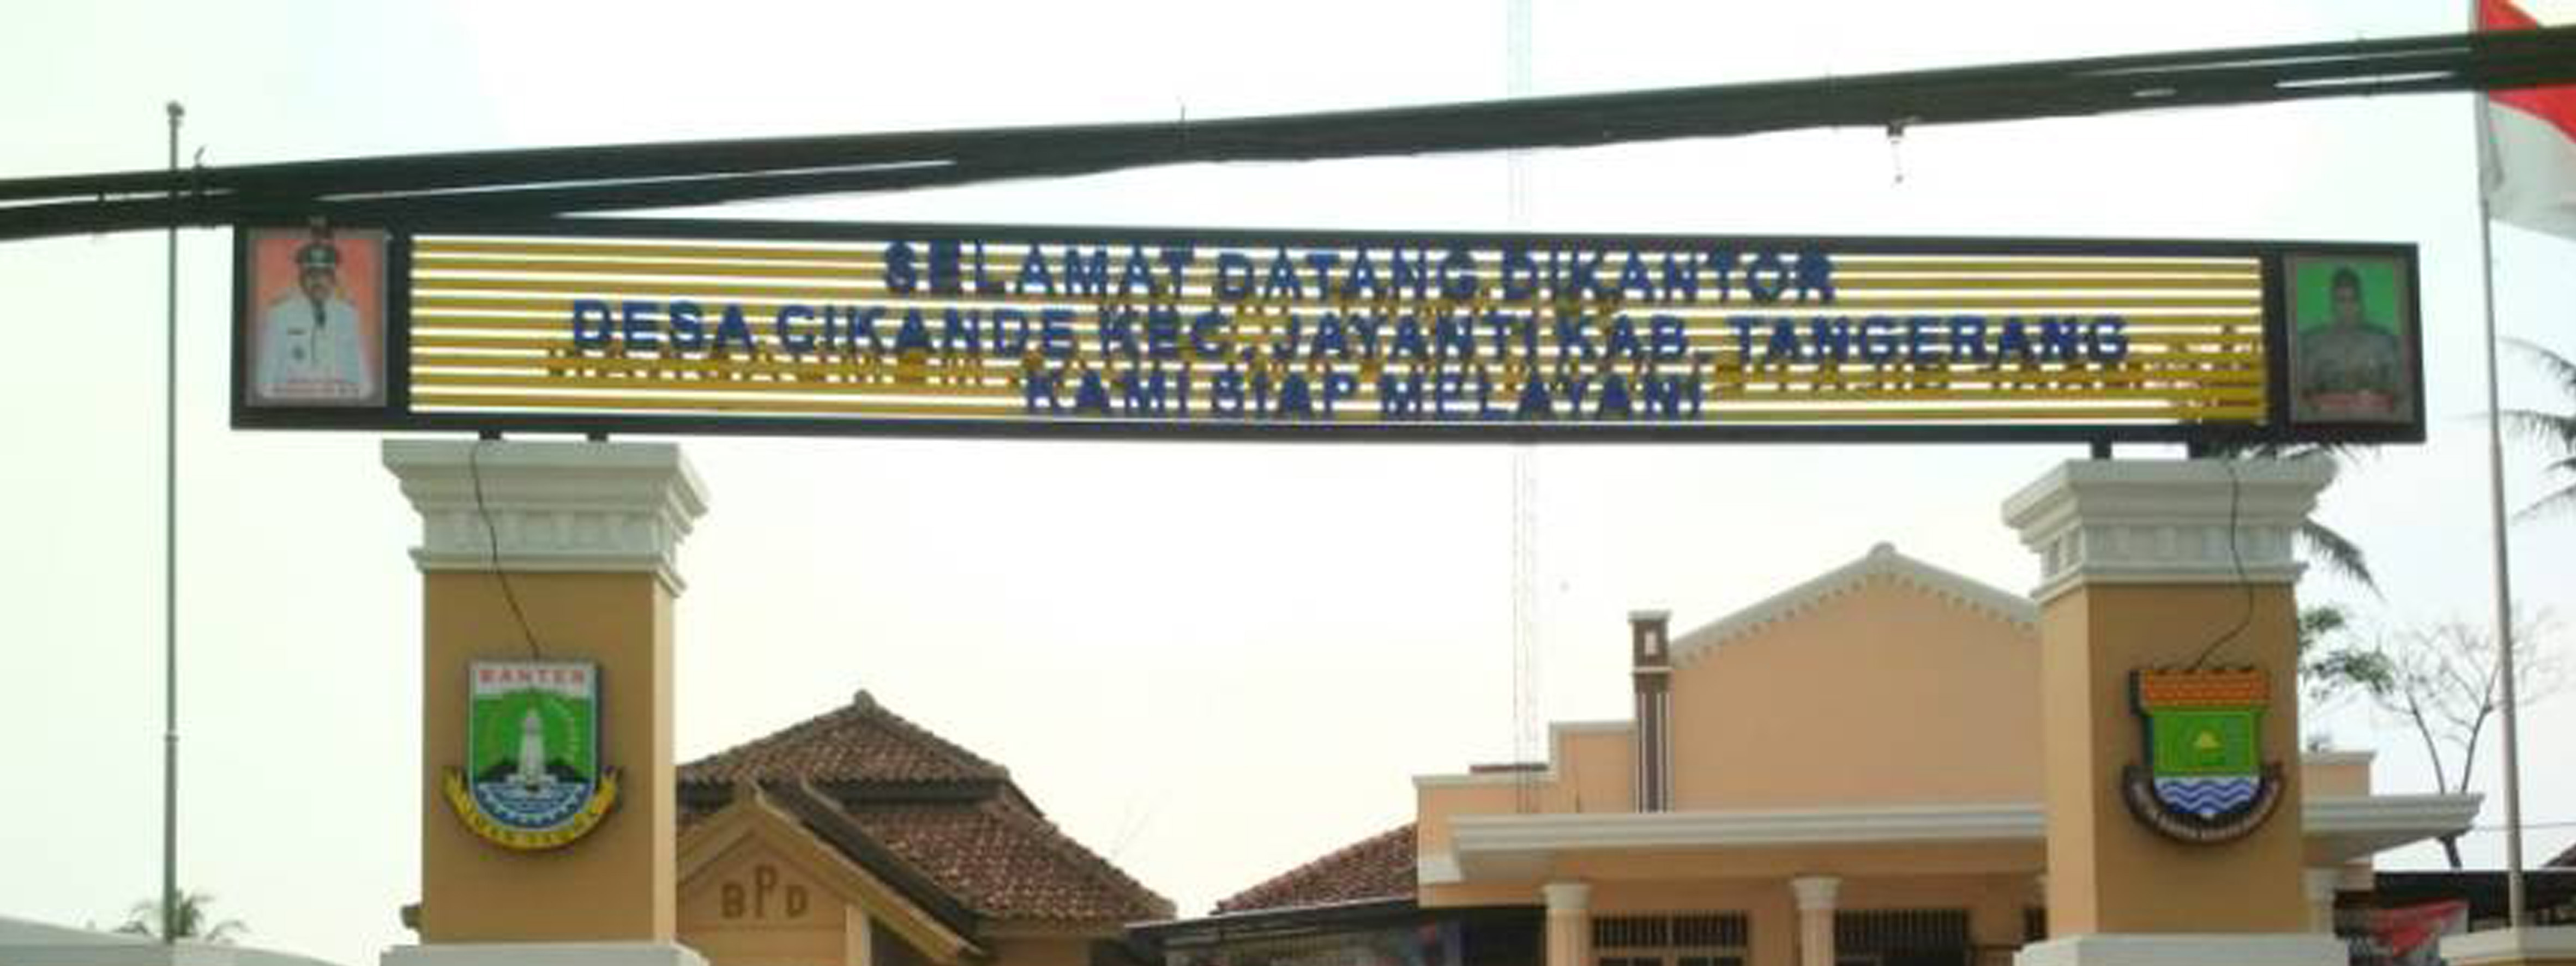 SELAMAT DATANG DIKANTOR
DESA CIKANDE KEC. JAYANTI KAB. TANGERANG
KAMI SIAP MELAYANI
BANTEN
BPD